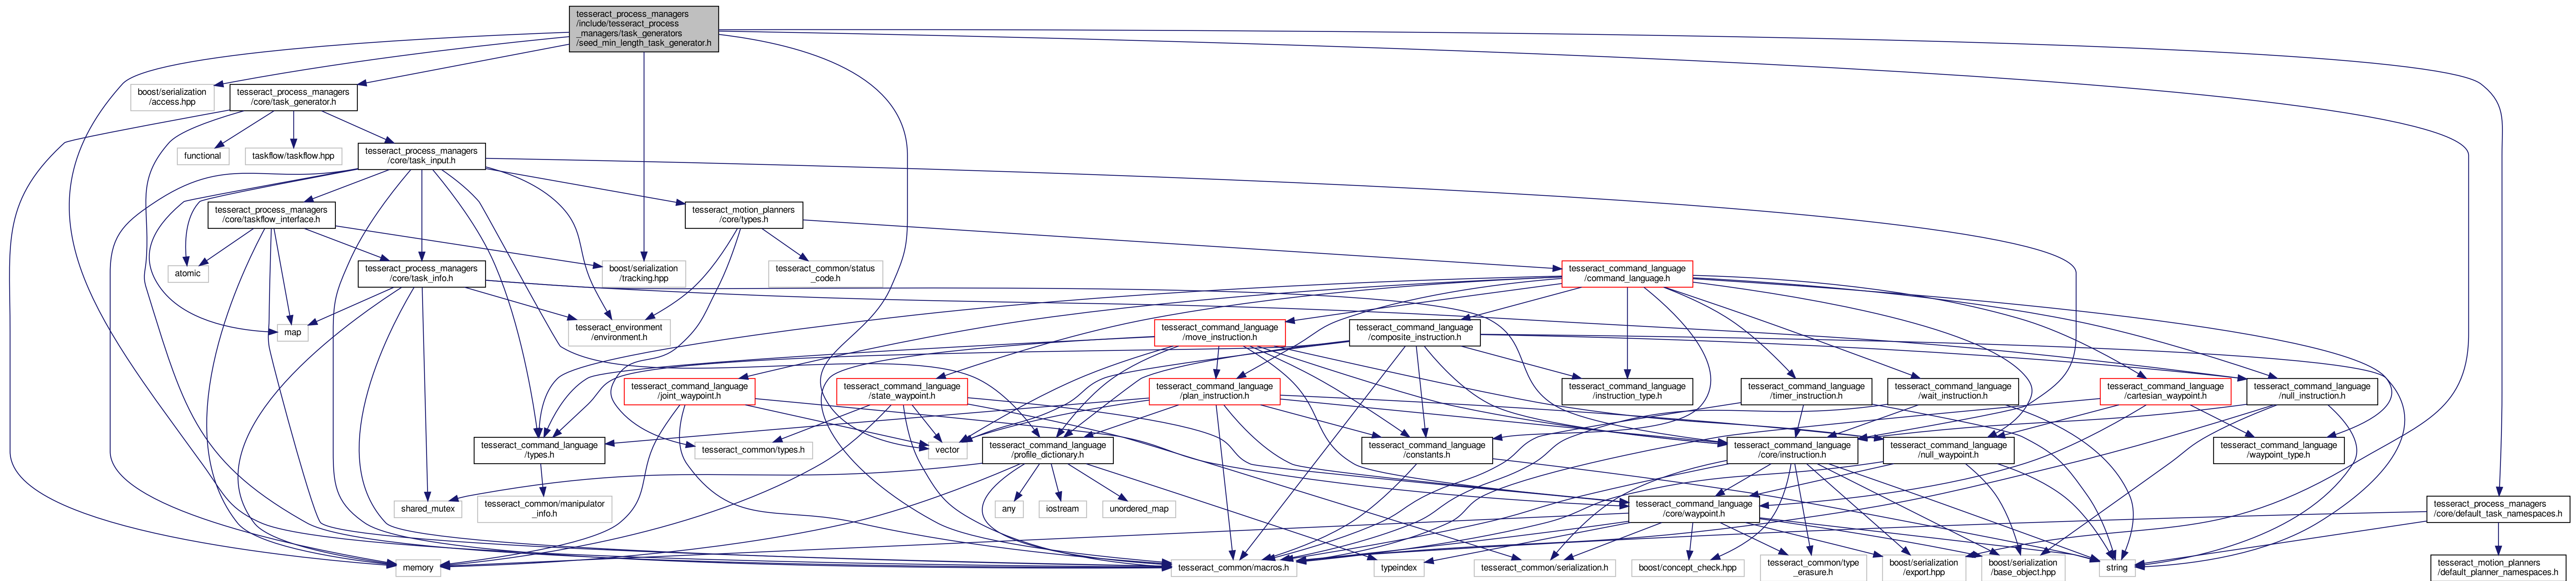 tesseract_process_managers
/include/tesseract_process
_managers/task_generators
/seed_min_length_task_generator.h
boost/serialization
/access.hpp
tesseract_process_managers
/core/task_generator.h
functional
taskflow/taskflow.hpp
tesseract_process_managers
/core/task_input.h
tesseract_process_managers
/core/taskflow_interface.h
tesseract_motion_planners
/core/types.h
atomic
tesseract_process_managers
/core/task_info.h
boost/serialization
/tracking.hpp
tesseract_common/status
_code.h
tesseract_command_language
/command_language.h
map
tesseract_environment
/environment.h
tesseract_command_language
/move_instruction.h
tesseract_command_language
/composite_instruction.h
tesseract_command_language
/joint_waypoint.h
tesseract_command_language
/state_waypoint.h
tesseract_command_language
/plan_instruction.h
tesseract_command_language
/instruction_type.h
tesseract_command_language
/timer_instruction.h
tesseract_command_language
/wait_instruction.h
tesseract_command_language
/cartesian_waypoint.h
tesseract_command_language
/null_instruction.h
tesseract_command_language
/types.h
tesseract_common/types.h
vector
tesseract_command_language
/profile_dictionary.h
tesseract_command_language
/constants.h
tesseract_command_language
/core/instruction.h
tesseract_command_language
/null_waypoint.h
tesseract_command_language
/waypoint_type.h
shared_mutex
tesseract_common/manipulator
_info.h
any
iostream
unordered_map
tesseract_command_language
/core/waypoint.h
tesseract_process_managers
/core/default_task_namespaces.h
memory
tesseract_common/macros.h
typeindex
tesseract_common/serialization.h
boost/concept_check.hpp
tesseract_common/type
_erasure.h
boost/serialization
/export.hpp
boost/serialization
/base_object.hpp
string
tesseract_motion_planners
/default_planner_namespaces.h